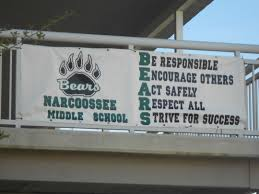 Bears
NARCOOSSEE
MIDDLE SCHOOL
BE RESPONSIBLE
ENCOURAGE OTHERS
ACT SAFELY
RESPECT ALL
STRIVE FOR SUCCESS